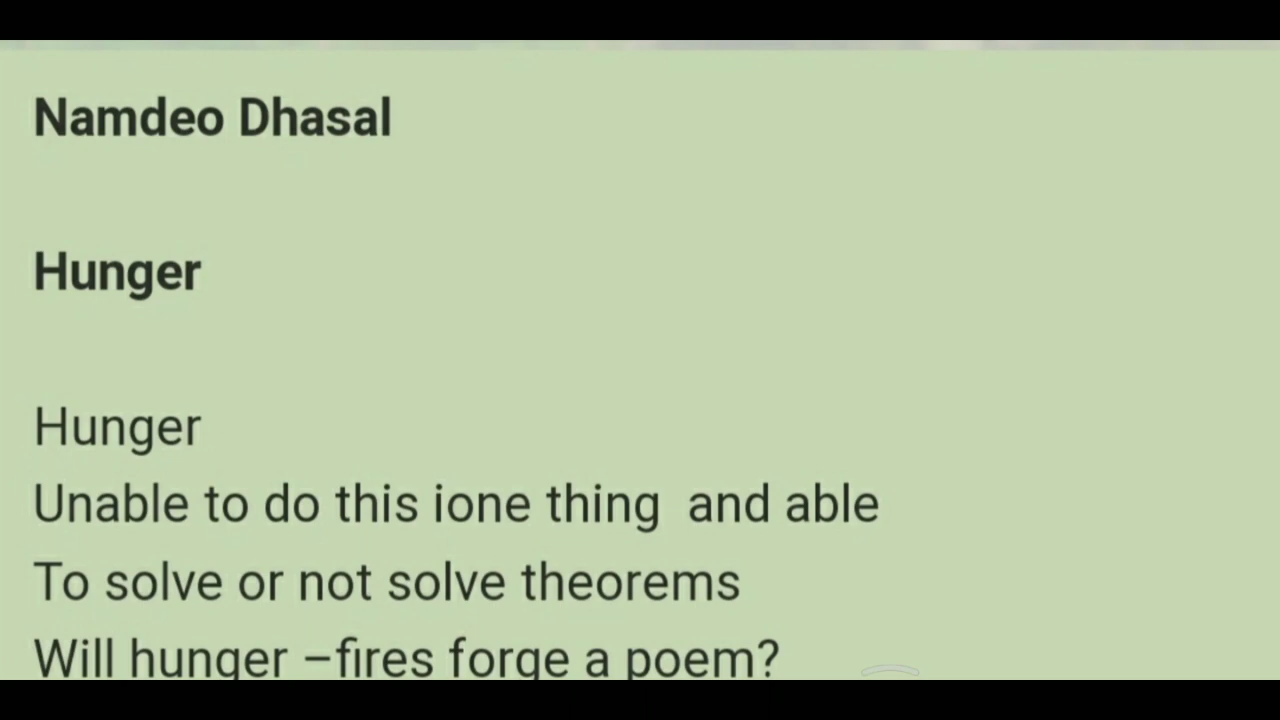 Namdeo Dhasal
Hunger
Hunger
Unable to do this ione thing  and able
To solve or not solve theorems
Will hunger –fires forge a poem?